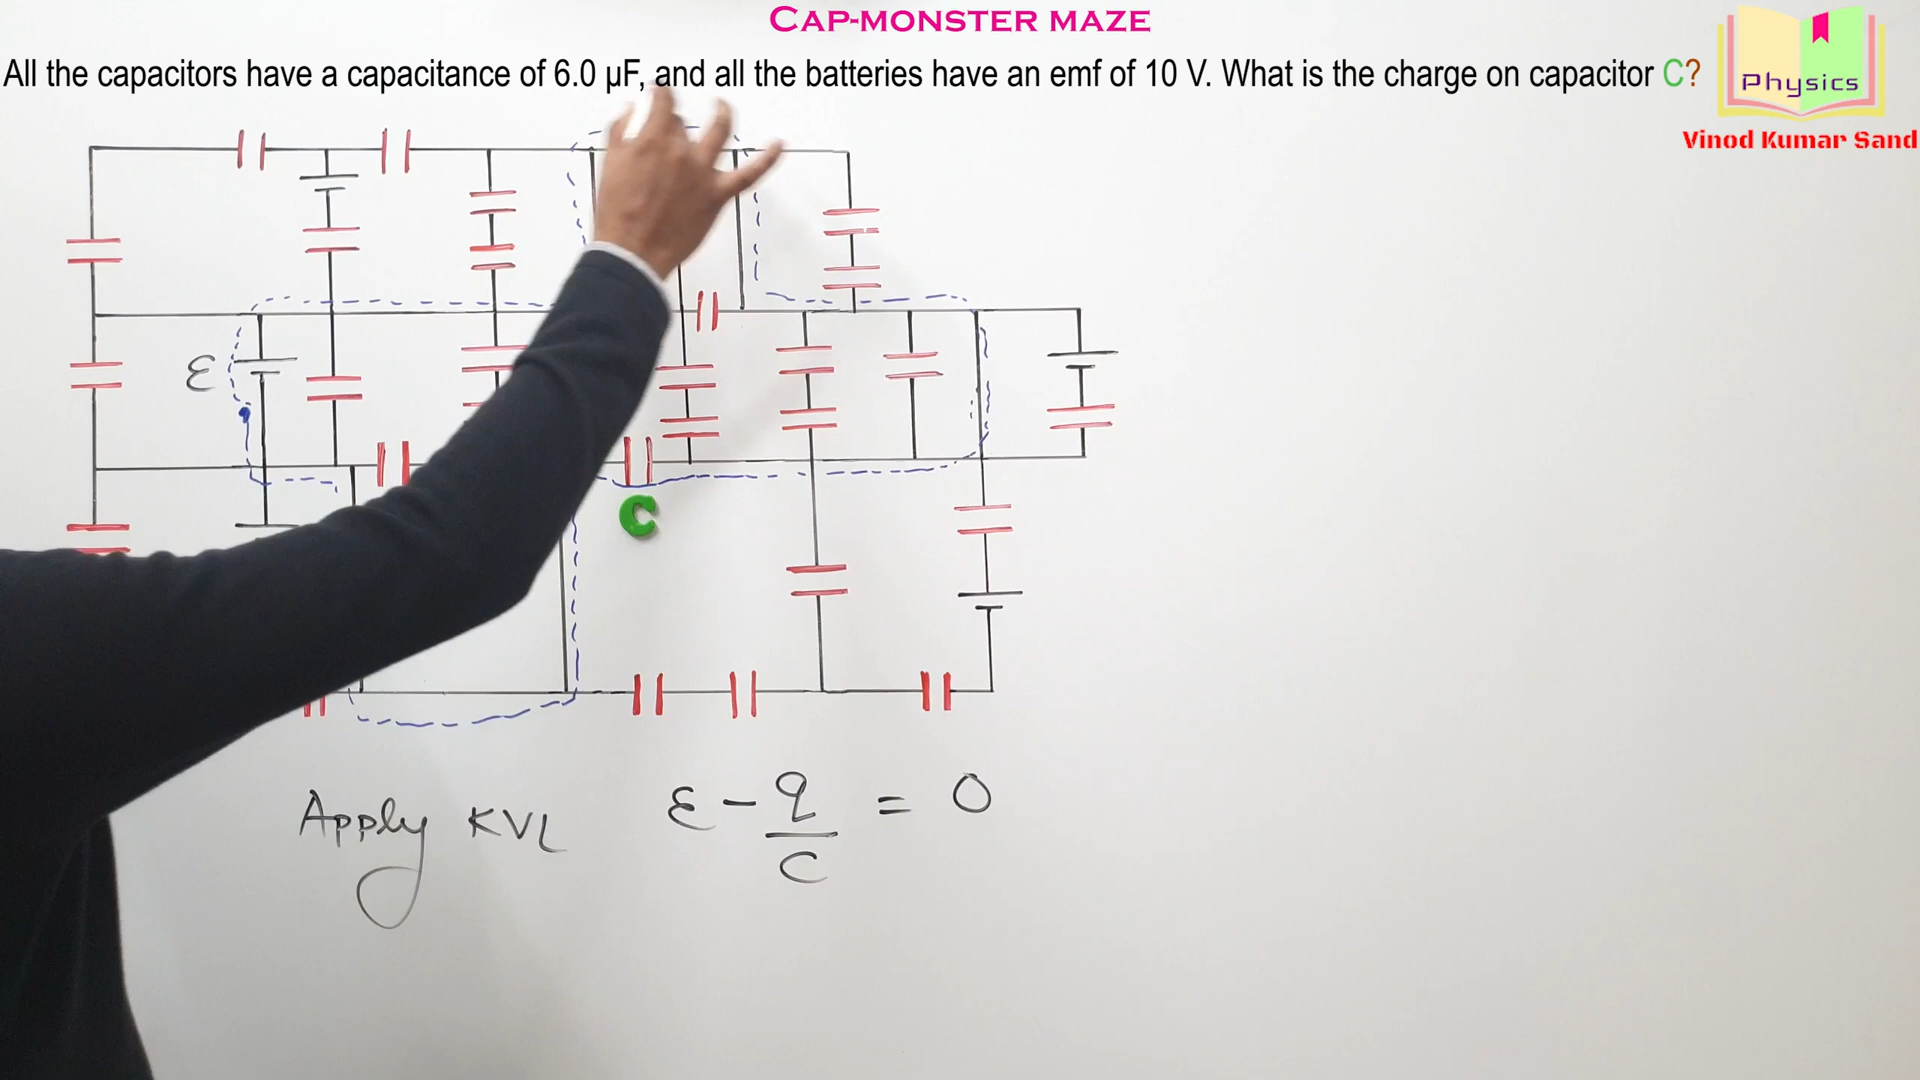 CAP-MONSTER MAZE
All the capacitors have a capacitance of 6.0 µF, and all the batteries have an emf of 10 V. What is the charge on capacitor C?
Physics
Vinod Kumar Sand
ε
C
Apply KVL ε - q/C = 0